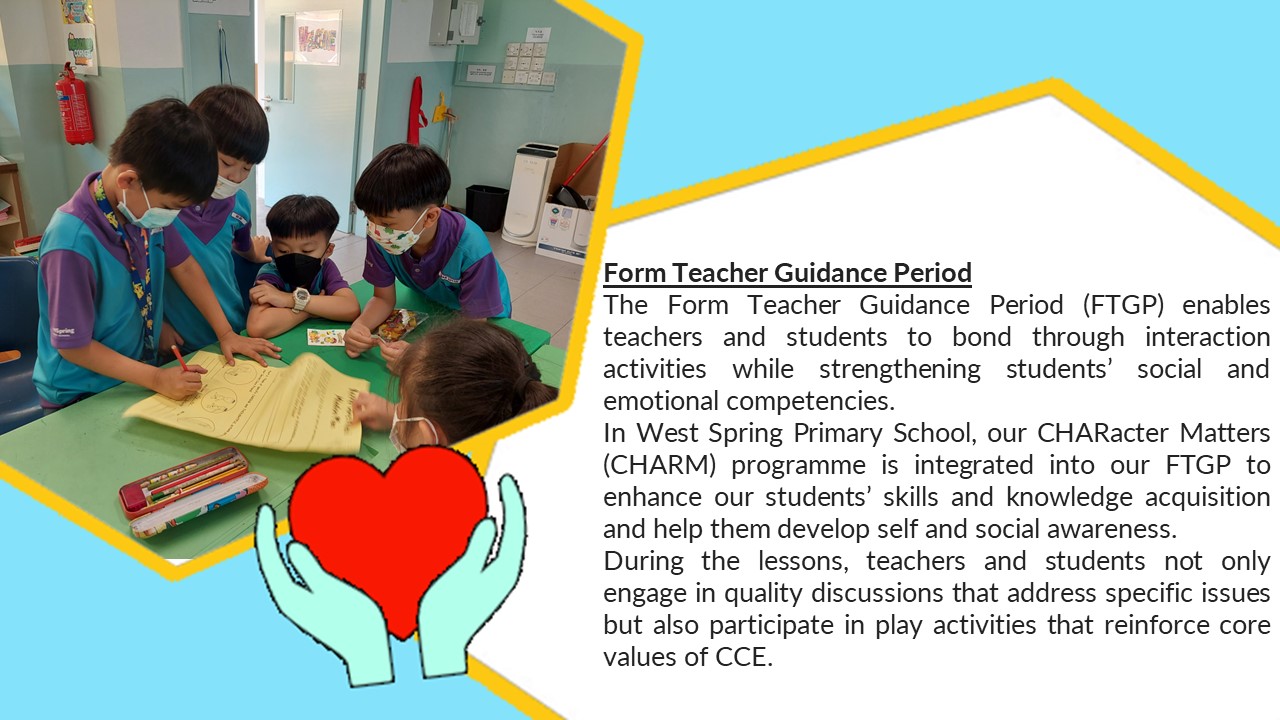 Form Teacher Guidance Period
The Form Teacher Guidance Period (FTGP) enables
teachers and students to bond through interaction
activities while strengthening students’ social and
emotional competencies.
In West Spring Primary School, our CHARacter Matters
(CHARM) programme is integrated into our FTGP to
enhance our students’ skills and knowledge acquisition
and help them develop self and social awareness.
During the lessons, teachers and students not only
engage in quality discussions that address specific issues
but also participate in play activities that reinforce core
values of CCE.